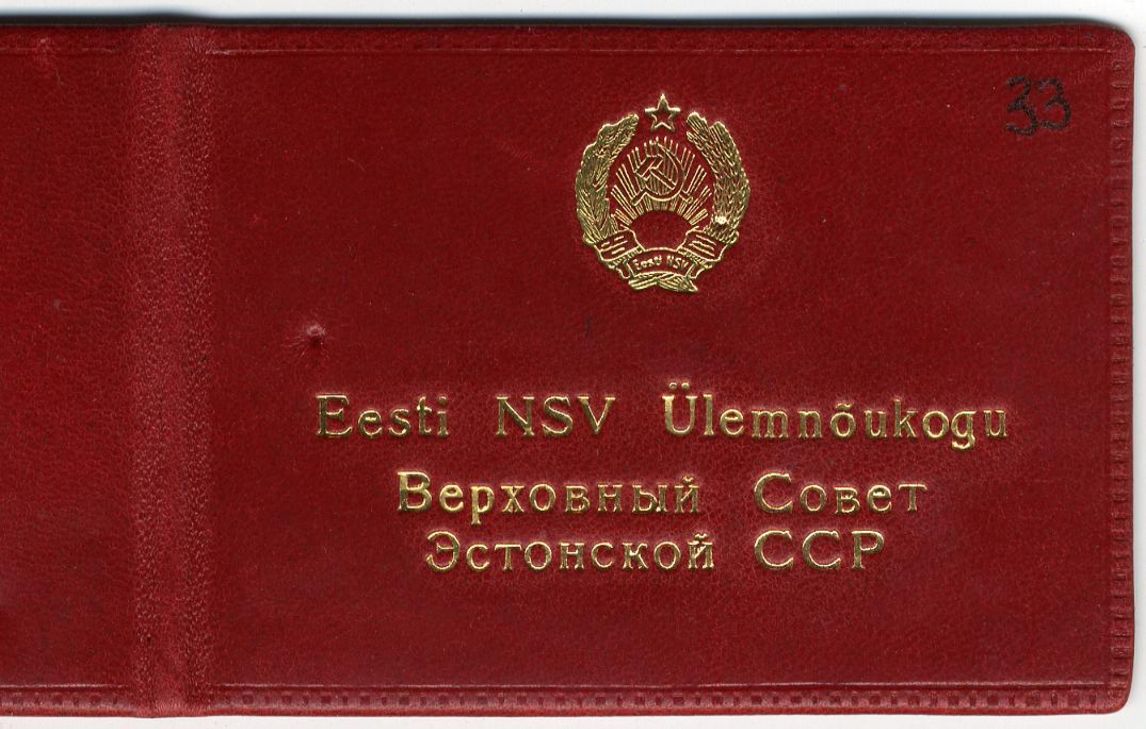 33
Eesti NSV
Eesti NSV Ülemnõukogu
Верховный Совет
Эстонской ССР